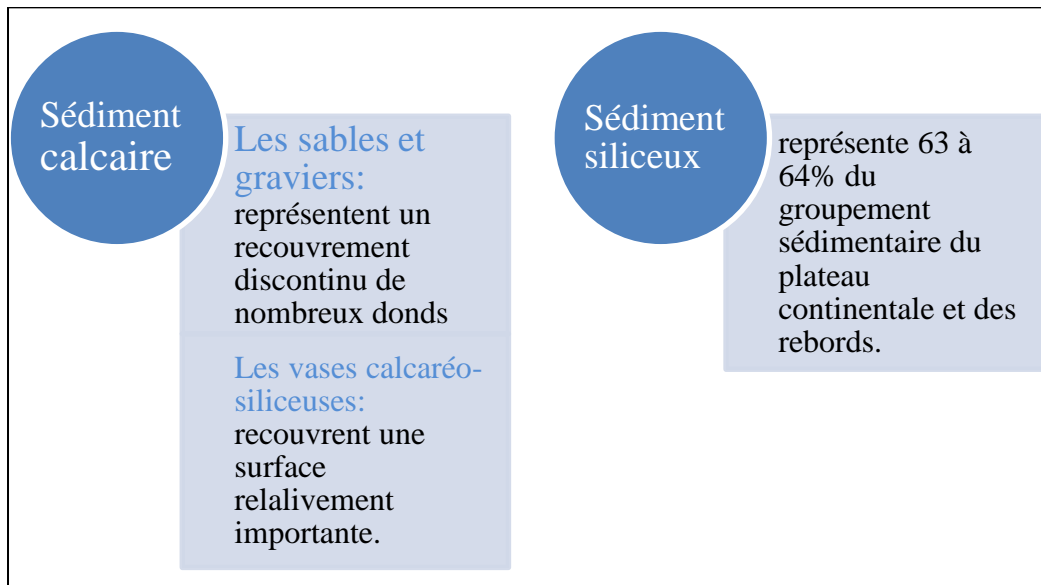 Sédiment
calcaire
Les sables et
graviers:
représentent un
recouvrement
discontinu de
nombreux donds
Les vases calcaréo-
siliceuses:
recouvrent une
surface
relalivement
importante.
Sédiment
siliceux
représente 63 à
64% du
groupement
sédimentaire du
plateau
continentale et des
rebords.